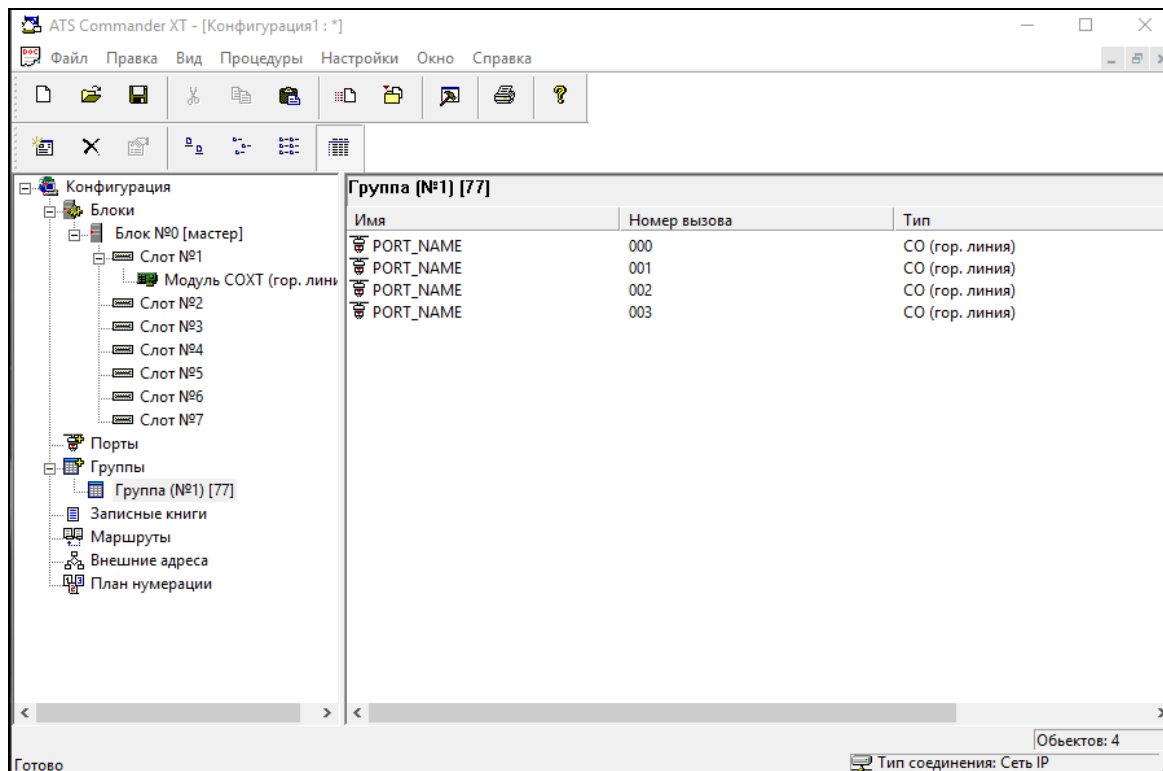 ATS Commander XT - [Конфигурация1 : *]
DOC Файл Правка Вид Процедуры Настройки Окно Справка
Конфигурация
Блоки
Блок №0 [мастер]
Слот №1
Модуль COXT (гор. лини
Слот №2
Слот №3
Слот №4
Слот №5
Слот №6
Слот №7
Порты
Группы
Группа (№1) [77]
Записные книги
Маршруты
Внешние адреса
План нумерации
Группа (№1) [77]
Имя Номер вызова Тип
PORT_NAME 000 CO (гор. линия)
PORT_NAME 001 CO (гор. линия)
PORT_NAME 002 CO (гор. линия)
PORT_NAME 003 CO (гор. линия)
Обьектов: 4
Готово Тип соединения: Сеть IP